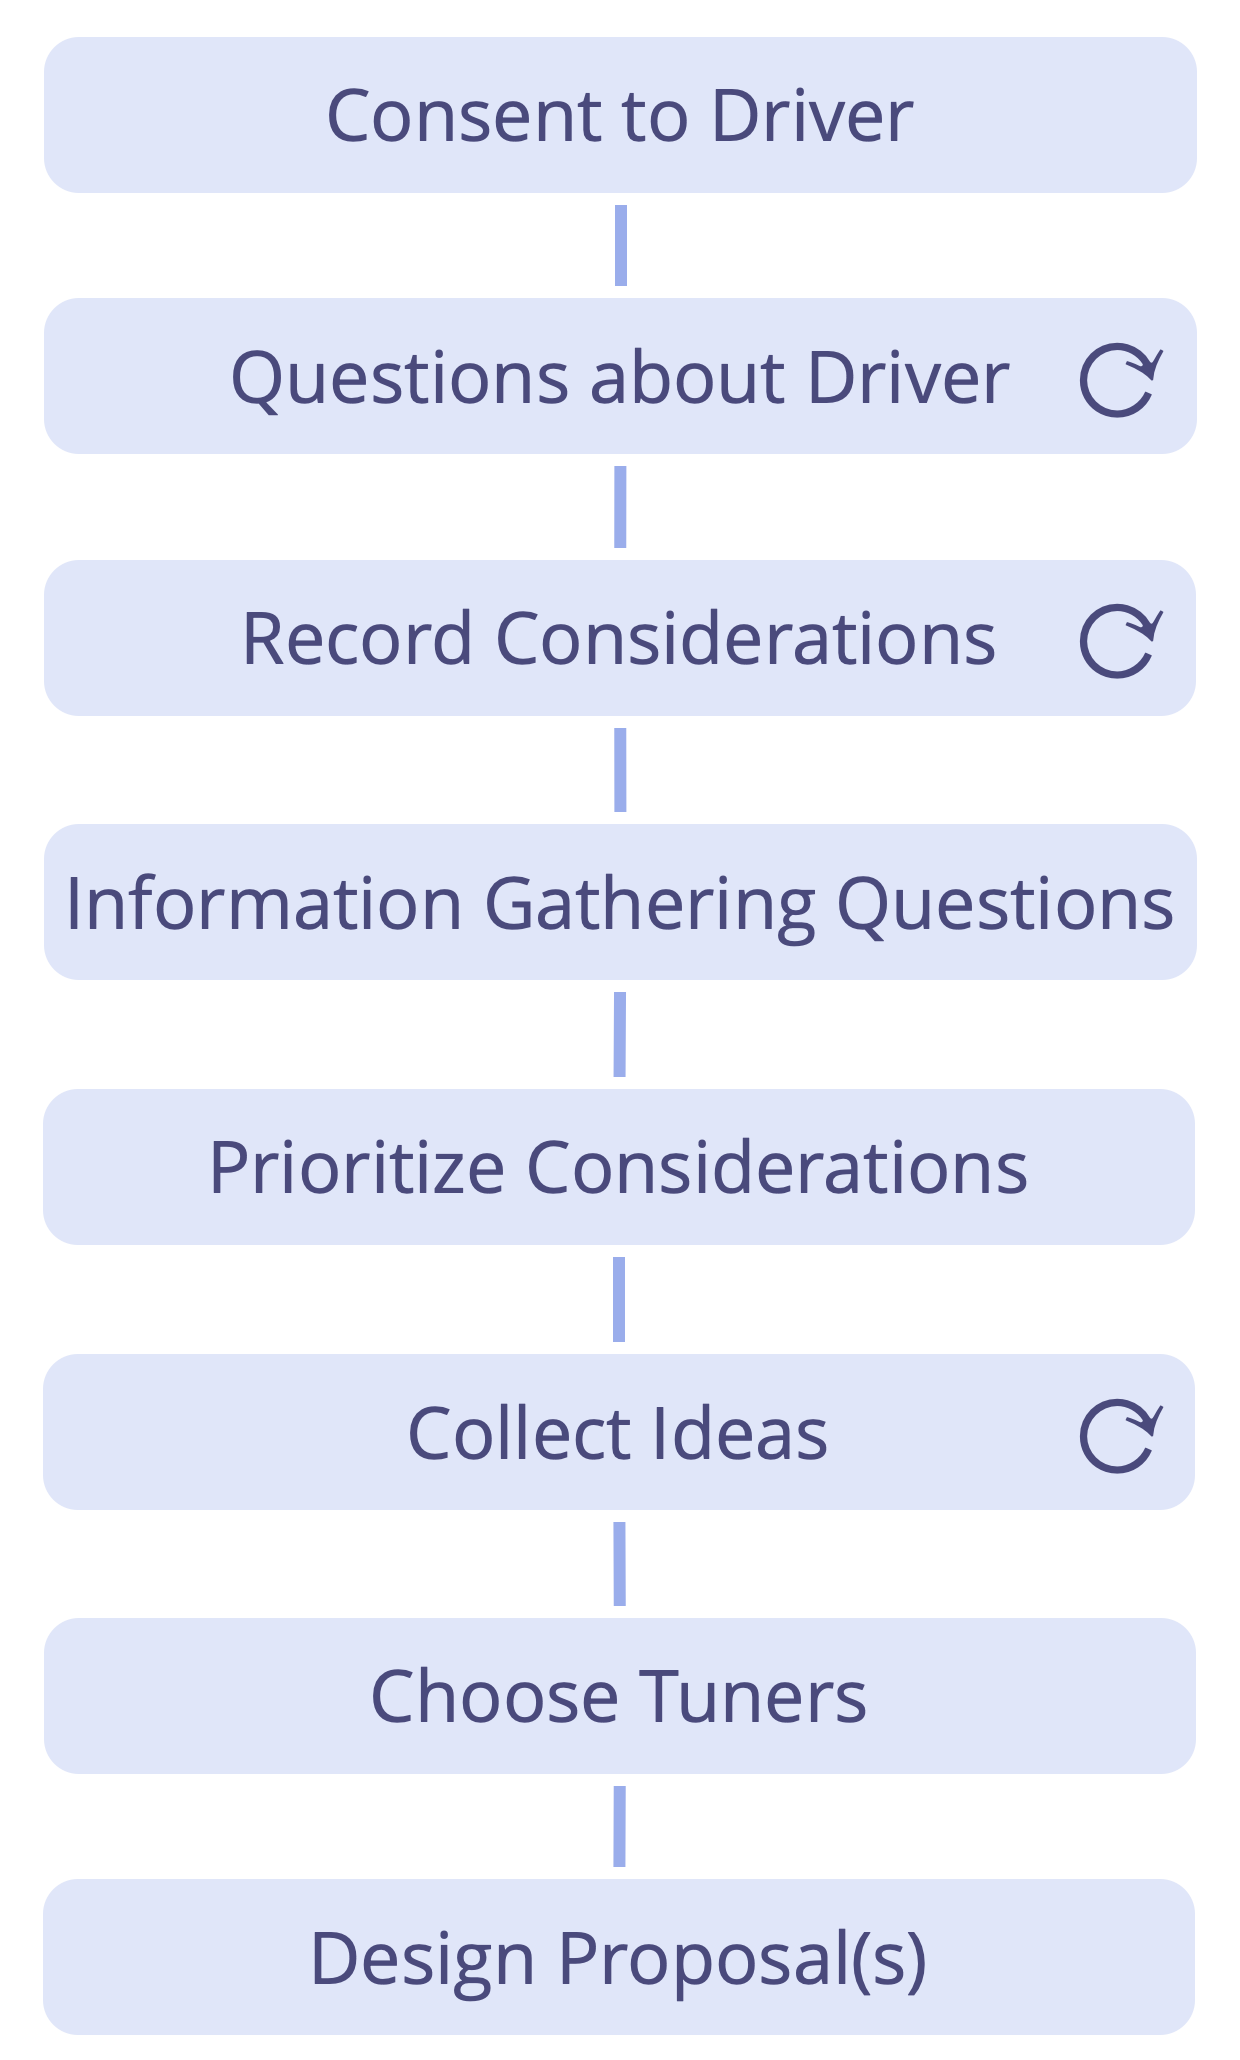 Consent to Driver
Questions about Driver
Record Considerations
Information Gathering Questions
Prioritize Considerations
Collect Ideas
Choose Tuners
Design Proposal(s)